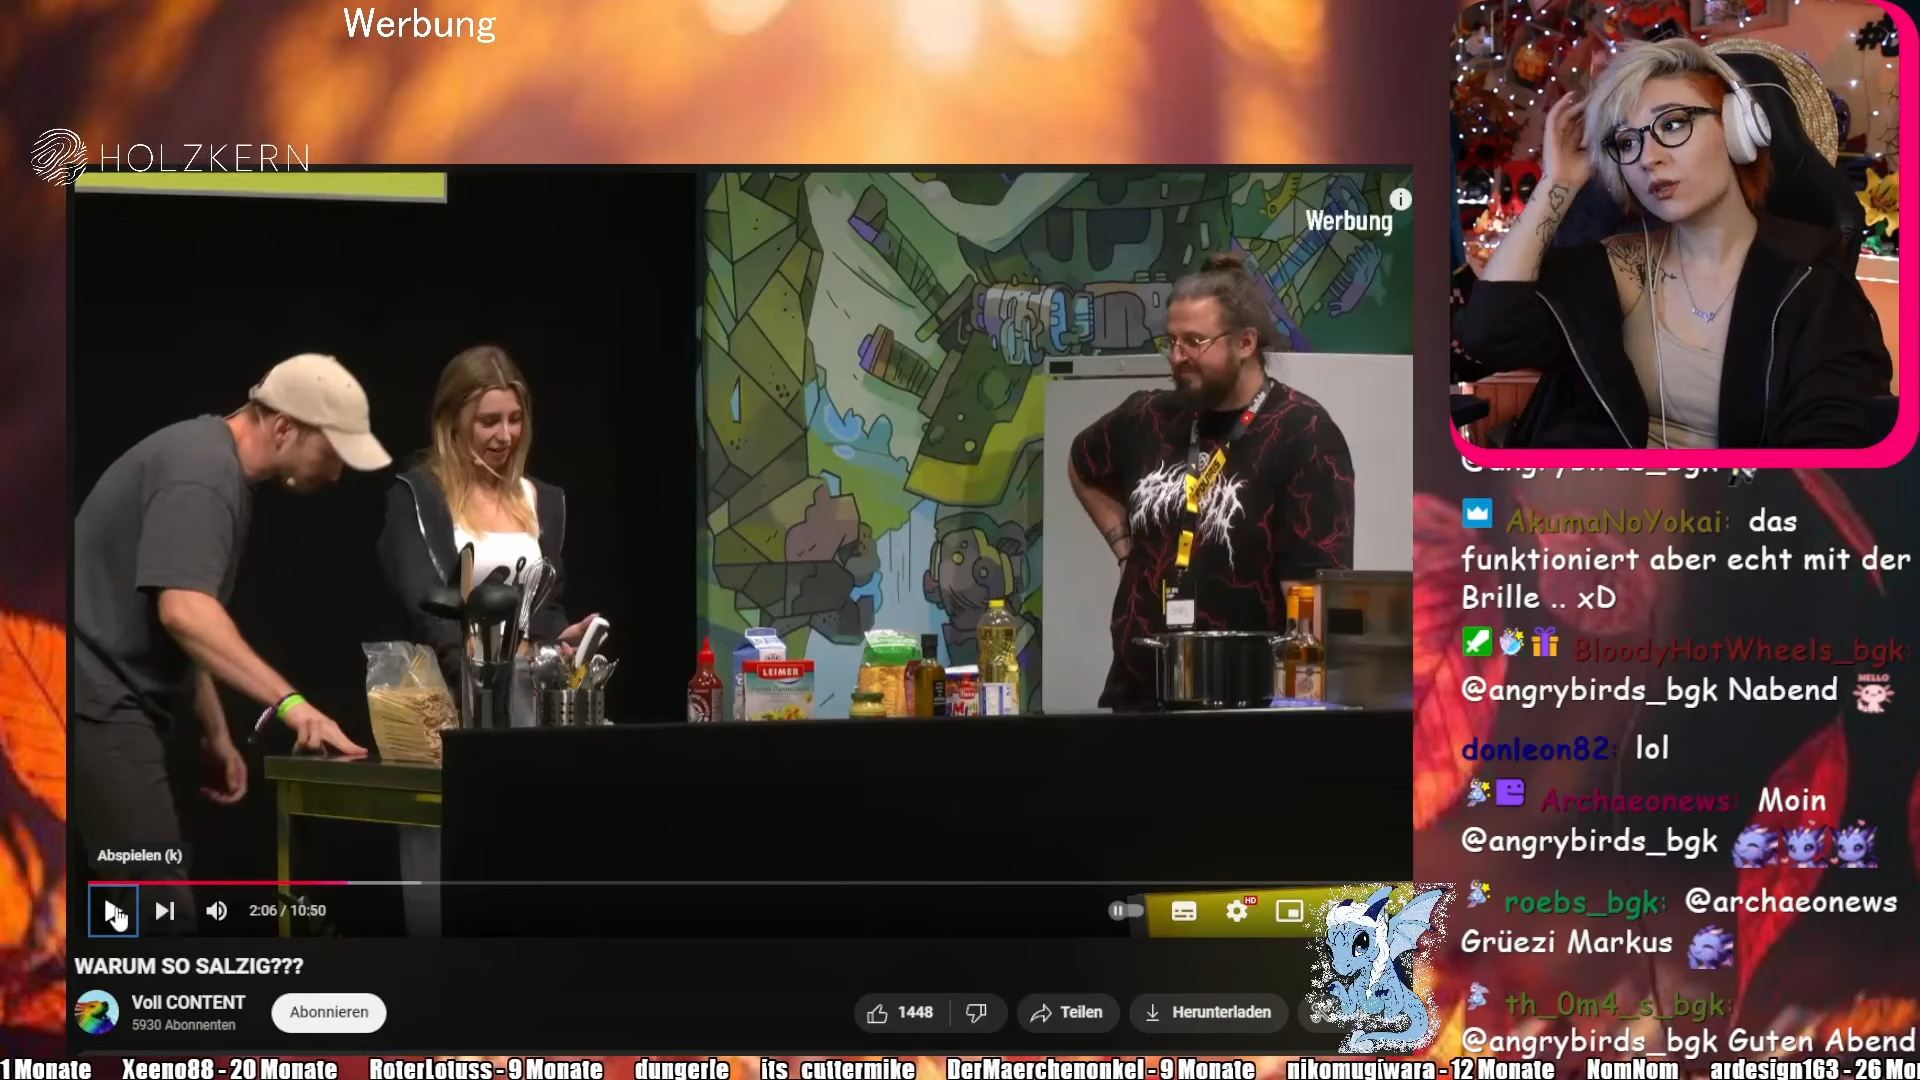 Werbung
HOLZKERN
Werbung
LEIMER
Abspielen (k)
2:06 / 10:50
HD
WARUM SO SALZIG???
Voll CONTENT
5930 Abonnenten
Abonnieren
1448
Teilen
Herunterladen
AkumaNoYokai: das
funktioniert aber echt mit der
Brille .. xD
BloodyHotWheels_bgk:
@angrybirds_bgk Nabend
HELLO
donleon82: lol
Archaeonews: Moin
@angrybirds_bgk
roebs_bgk: @archaeonews
Grüezi Markus
th_0m4_s_bgk:
@angrybirds_bgk Guten Abend
1 Monate Xeeno88 - 20 Monate RoterLotuss - 9 Monate dungerle its_cuttermike DerMaerchenonkel - 9 Monate nikomugiwara - 12 Monate NomNom ardesign163 - 26 Mo